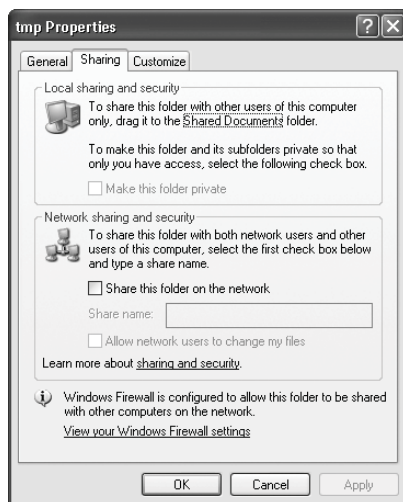 tmp Properties
General Sharing Customize
Local sharing and security
To share this folder with other users of this computer
only, drag it to the Shared Documents folder.
To make this folder and its subfolders private so that
only you have access, select the following check box.
Make this folder private
Network sharing and security
To share this folder with both network users and other
users of this computer, select the first check box below
and type a share name.
Share this folder on the network
Share name:
Allow network users to change my files
Learn more about sharing and security.
Windows Firewall is configured to allow this folder to be shared
with other computers on the network.
View your Windows Firewall settings
OK Cancel Apply